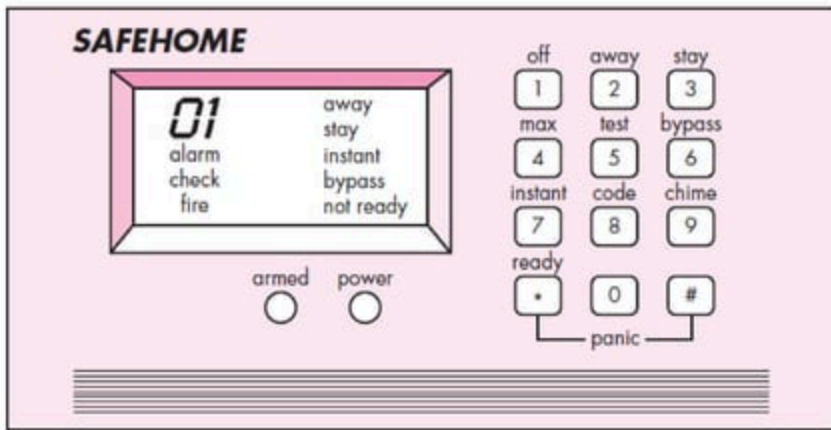 SAFEHOME
01
alarm
check
fire
away
stay
instant
bypass
not ready
armed power
off away stay
1 2 3
max test bypass
4 5 6
instant code chime
7 8 9
ready
* 0 #
panic